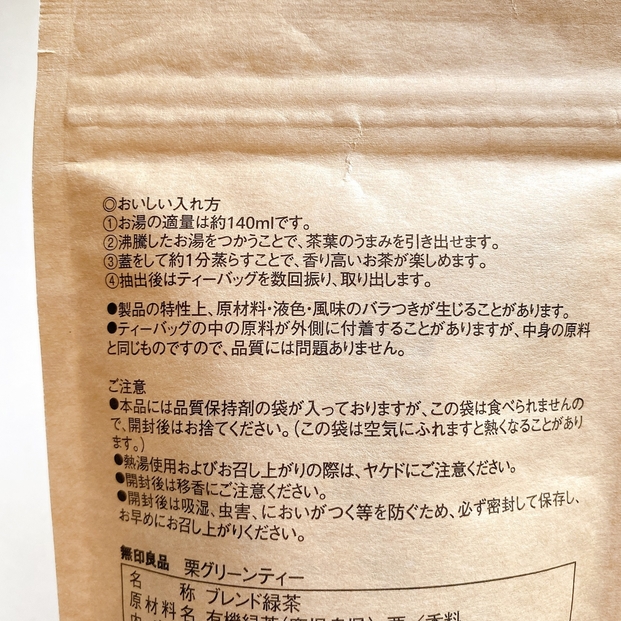 ◎おいしい入れ方
①お湯の適量は約140mlです。
②沸騰したお湯をつかうことで、茶葉のうまみを引き出せます。
③蓋をして約1分蒸らすことで、香り高いお茶が楽しめます。
④抽出後はティーバッグを数回振り、取り出します。
●製品の特性上、原材料・液色・風味のバラつきが生じることがあります。
●ティーバッグの中の原料が外側に付着することがありますが、中身の原料
と同じものですので、品質には問題ありません。
ご注意
●本品には品質保持剤の袋が入っておりますが、この袋は食べられませんの
で、開封後はお捨てください。（この袋は空気にふれますと熱くなることがあり
ます。）
●熱湯使用およびお召し上がりの際は、ヤケドにご注意ください。
●開封後は移香にご注意ください。
●開封後は吸湿、虫害、においがつく等を防ぐため、必ず密封して保存し、
お早めにお召し上がりください。
無印良品 栗グリーンティー
名称 ブレンド緑茶
原材料名 有機緑茶（鹿児島県）、栗／香料